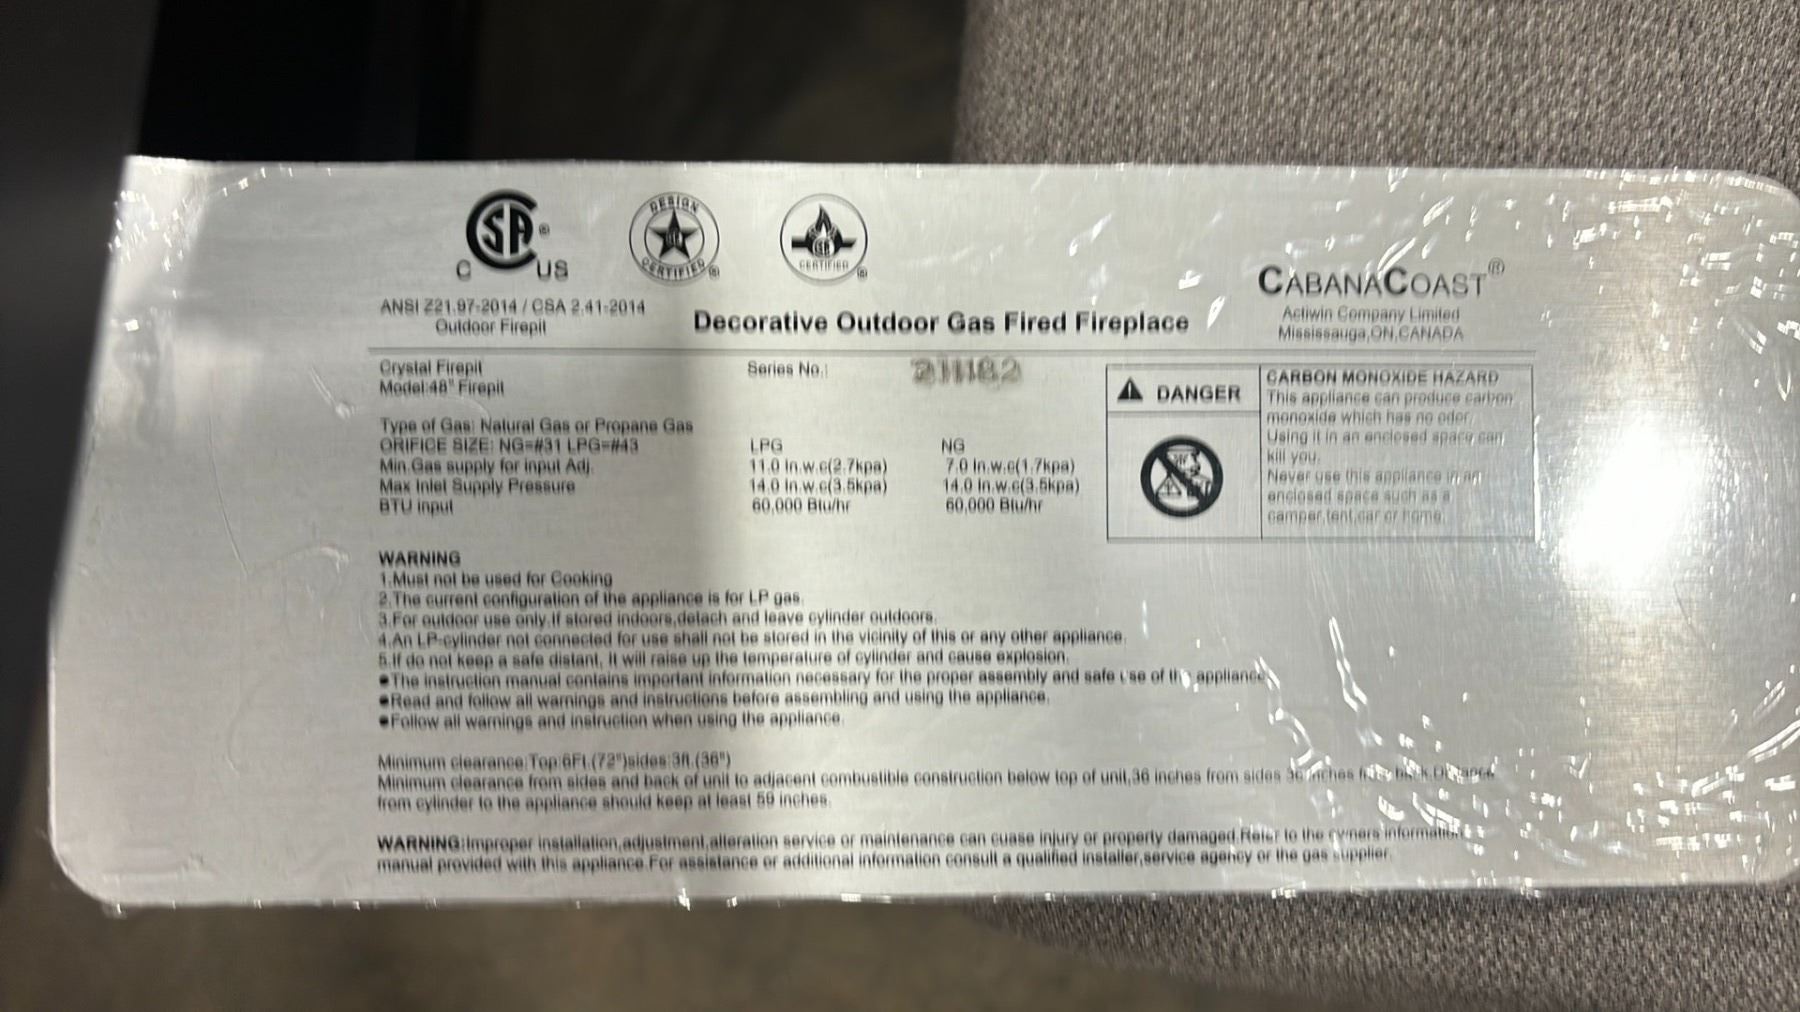 CSA®
C US
DESIGN
CSA
CERTIFIED ®
CSA
CERTIFIED ®
CABANACOAST®
Actiwin Company Limited
Mississauga,ON,CANADA
ANSI Z21.97-2014 / CSA 2.41-2014
Outdoor Firepit
Decorative Outdoor Gas Fired Fireplace
Crystal Firepit
Model:48" Firepit
Series No.:
Type of Gas: Natural Gas or Propane Gas
ORIFICE SIZE: NG=#31 LPG=#43 LPG NG
Min.Gas supply for input Adj. 11.0 In.w.c(2.7kpa) 7.0 In.w.c(1.7kpa)
Max Inlet Supply Pressure 14.0 In.w.c(3.5kpa) 14.0 In.w.c(3.5kpa)
BTU input 60,000 Btu/hr 60,000 Btu/hr
DANGER
CARBON MONOXIDE HAZARD
This appliance can produce carbon
monoxide which has no odor.
Using it in an enclosed space can
kill you.
Never use this appliance in an
enclosed space such as a
camper,tent,car or home.
WARNING
1.Must not be used for Cooking
2.The current configuration of the appliance is for LP gas.
3.For outdoor use only.If stored indoors,detach and leave cylinder outdoors.
4.An LP-cylinder not connected for use shall not be stored in the vicinity of this or any other appliance.
5.If do not keep a safe distant, It will raise up the temperature of cylinder and cause explosion.
●The instruction manual contains important information necessary for the proper assembly and safe use of the appliance.
●Read and follow all warnings and instructions before assembling and using the appliance.
●Follow all warnings and instruction when using the appliance.
Minimum clearance:Top:6Ft.(72")sides:3ft.(36")
Minimum clearance from sides and back of unit to adjacent combustible construction below top of unit,36 inches from sides 36 inches back.Distance
from cylinder to the appliance should keep at least 59 inches.
WARNING:Improper installation,adjustment,alteration service or maintenance can cuase injury or property damaged.Refer to the owners information
manual provided with this appliance.For assistance or additional information consult a qualified installer,service agency or the gas supplier.